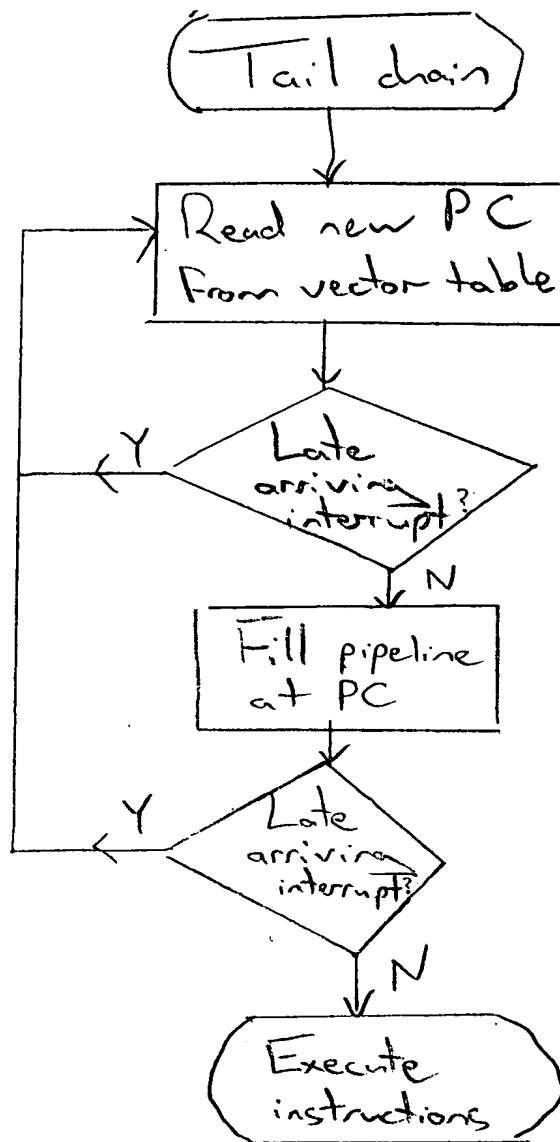 Tail chain
Read new PC
From vector table
Late
arriving
interrupt?
Y
N
Fill pipeline
at PC
Late
arriving
interrupt?
Y
N
Execute
instructions